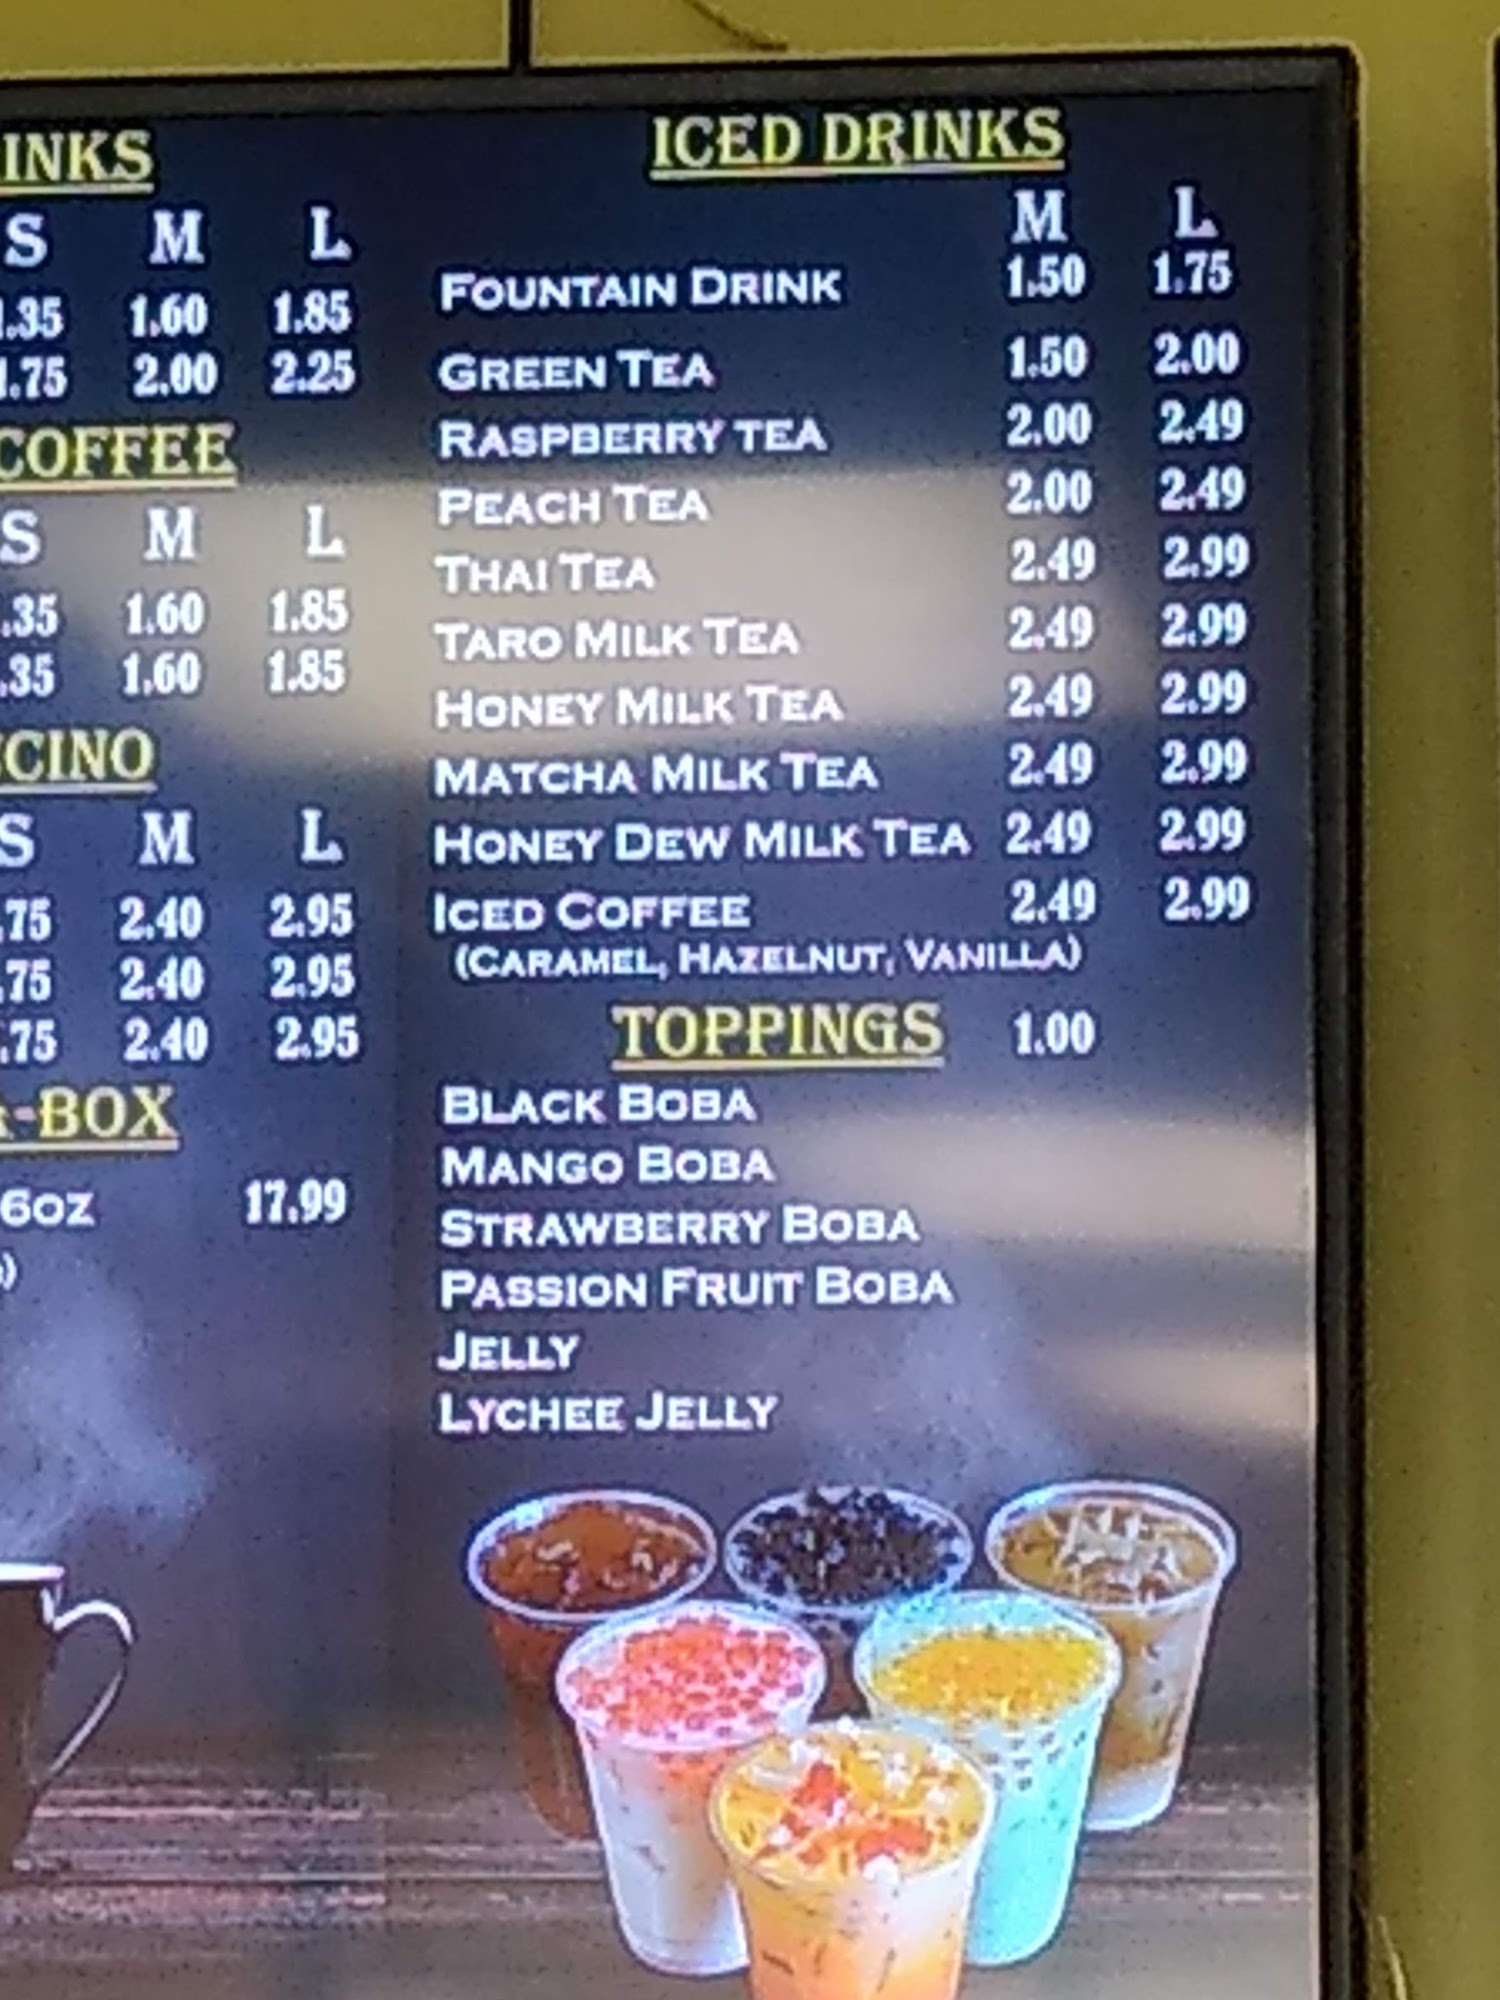 INKS
S M L
1.35 1.60 1.85
1.75 2.00 2.25
COFFEE
S M L
.35 1.60 1.85
.35 1.60 1.85
CCINO
S M L
.75 2.40 2.95
.75 2.40 2.95
.75 2.40 2.95
-BOX
6OZ 17.99
)
ICED DRINKS
M L
FOUNTAIN DRINK 1.50 1.75
GREEN TEA 1.50 2.00
RASPBERRY TEA 2.00 2.49
PEACH TEA 2.00 2.49
THAI TEA 2.49 2.99
TARO MILK TEA 2.49 2.99
HONEY MILK TEA 2.49 2.99
MATCHA MILK TEA 2.49 2.99
HONEY DEW MILK TEA 2.49 2.99
ICED COFFEE 2.49 2.99
(CARAMEL, HAZELNUT, VANILLA)
TOPPINGS 1.00
BLACK BOBA
MANGO BOBA
STRAWBERRY BOBA
PASSION FRUIT BOBA
JELLY
LYCHEE JELLY